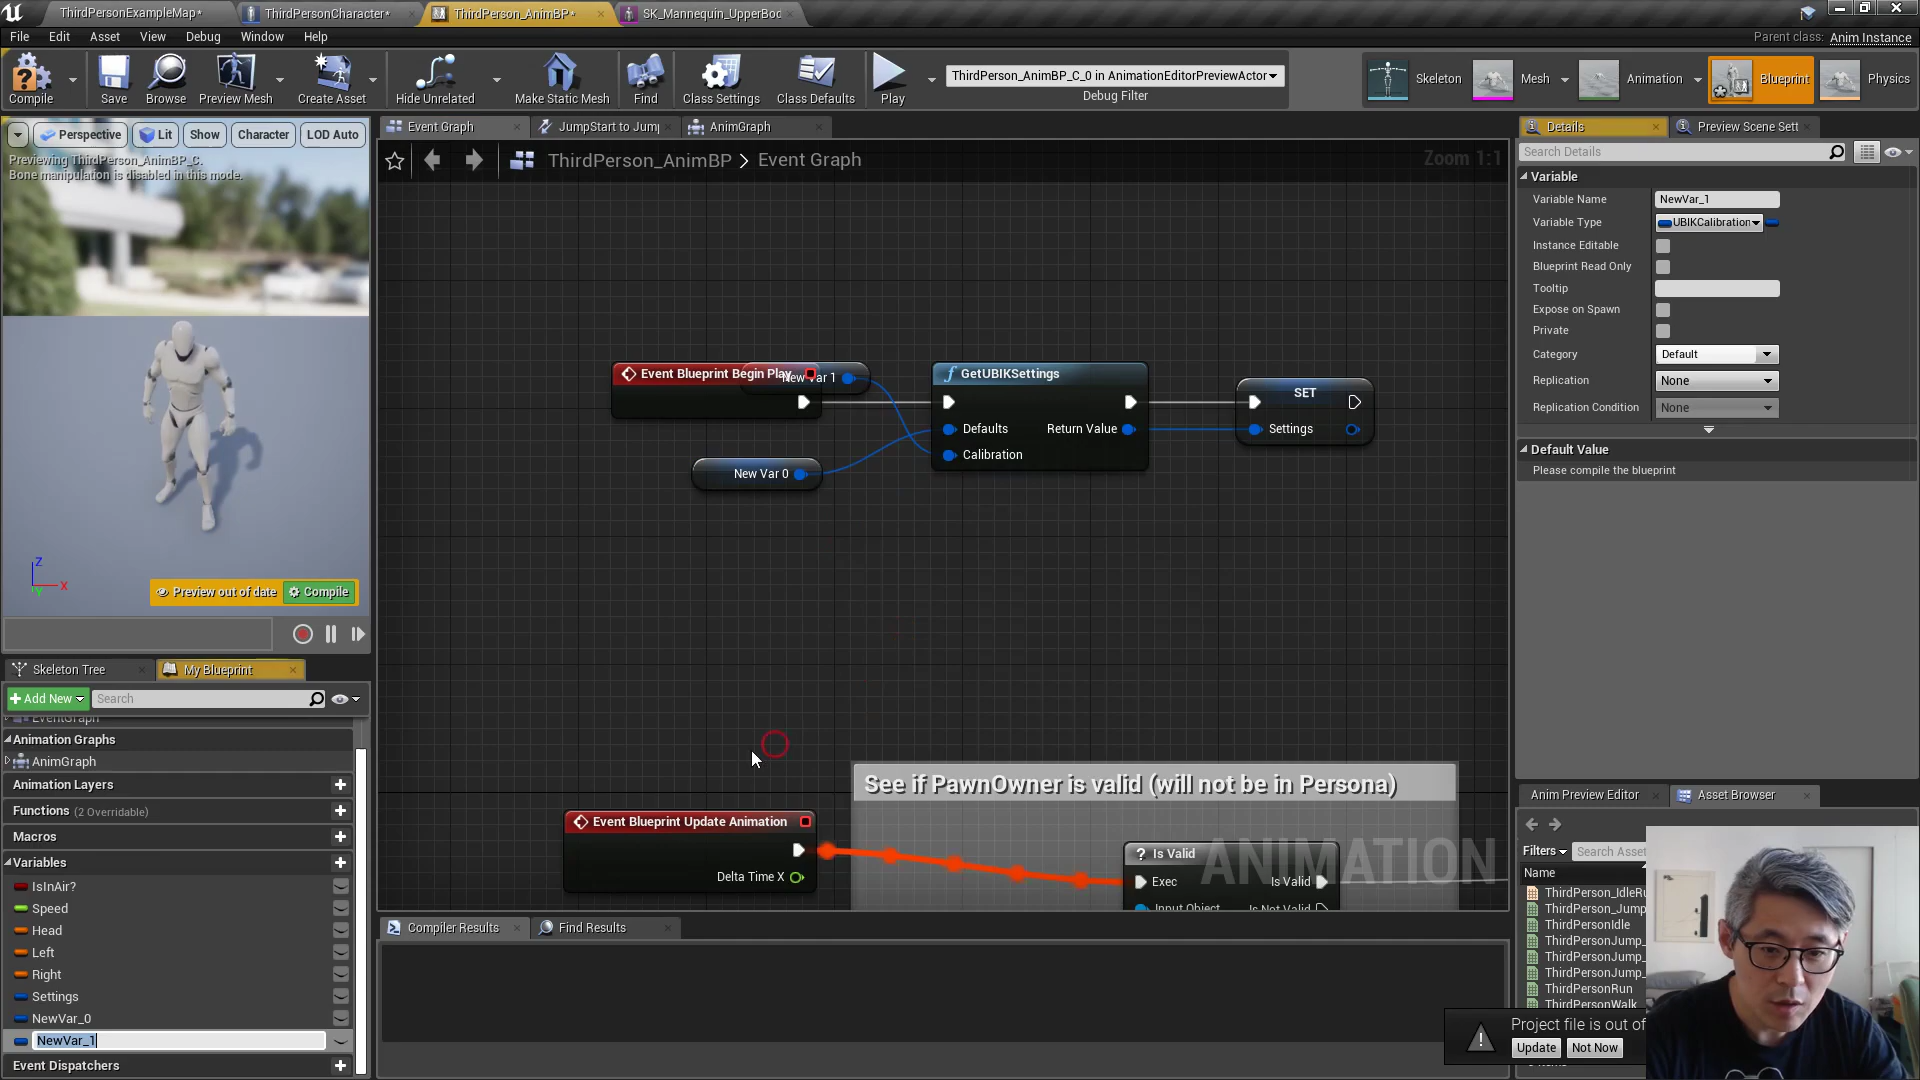 ThirdPersonExampleMap*
ThirdPersonCharacter*
ThirdPerson_AnimBP*
SK_Mannequin_UpperBod
File
Edit
Asset
View
Debug
Window
Help
Parent class: Anim Instance
Compile
Save
Browse
Preview Mesh
Create Asset
Hide Unrelated
Make Static Mesh
Find
Class Settings
Class Defaults
Play
ThirdPerson_AnimBP_C_0 in AnimationEditorPreviewActor
Debug Filter
Skeleton
Mesh
Animation
Blueprint
Physics
Perspective
Lit
Show
Character
LOD Auto
Previewing ThirdPerson_AnimBP_C.
Bone manipulation is disabled in this mode.
Z
X
Y
Preview out of date
Compile
Event Graph
JumpStart to Jump
AnimGraph
ThirdPerson_AnimBP > Event Graph
Zoom 1:1
Event Blueprint Begin Play
New Var 1
GetUBIKSettings
Defaults
Return Value
Calibration
SET
Settings
New Var 0
See if PawnOwner is valid (will not be in Persona)
Event Blueprint Update Animation
Delta Time X
? Is Valid
Exec
Is Valid
Input Object
Is Not Valid
ANIMATION
Skeleton Tree
My Blueprint
+ Add New
Search
EventGraph
Animation Graphs
AnimGraph
Animation Layers
Functions (2 Overridable)
Macros
Variables
IsInAir?
Speed
Head
Left
Right
Settings
NewVar_0
NewVar_1
Event Dispatchers
Compiler Results
Find Results
Details
Preview Scene Sett
Search Details
Variable
Variable Name
NewVar_1
Variable Type
UBIKCalibration
Instance Editable
Blueprint Read Only
Tooltip
Expose on Spawn
Private
Category
Default
Replication
None
Replication Condition
None
Default Value
Please compile the blueprint
Anim Preview Editor
Asset Browser
Filters
Search Asset
Name
ThirdPerson_IdleRu
ThirdPerson_Jump
ThirdPersonIdle
ThirdPersonJump_
ThirdPersonJump_
ThirdPersonJump_
ThirdPersonRun
ThirdPersonWalk
Project file is out of
Update
Not Now